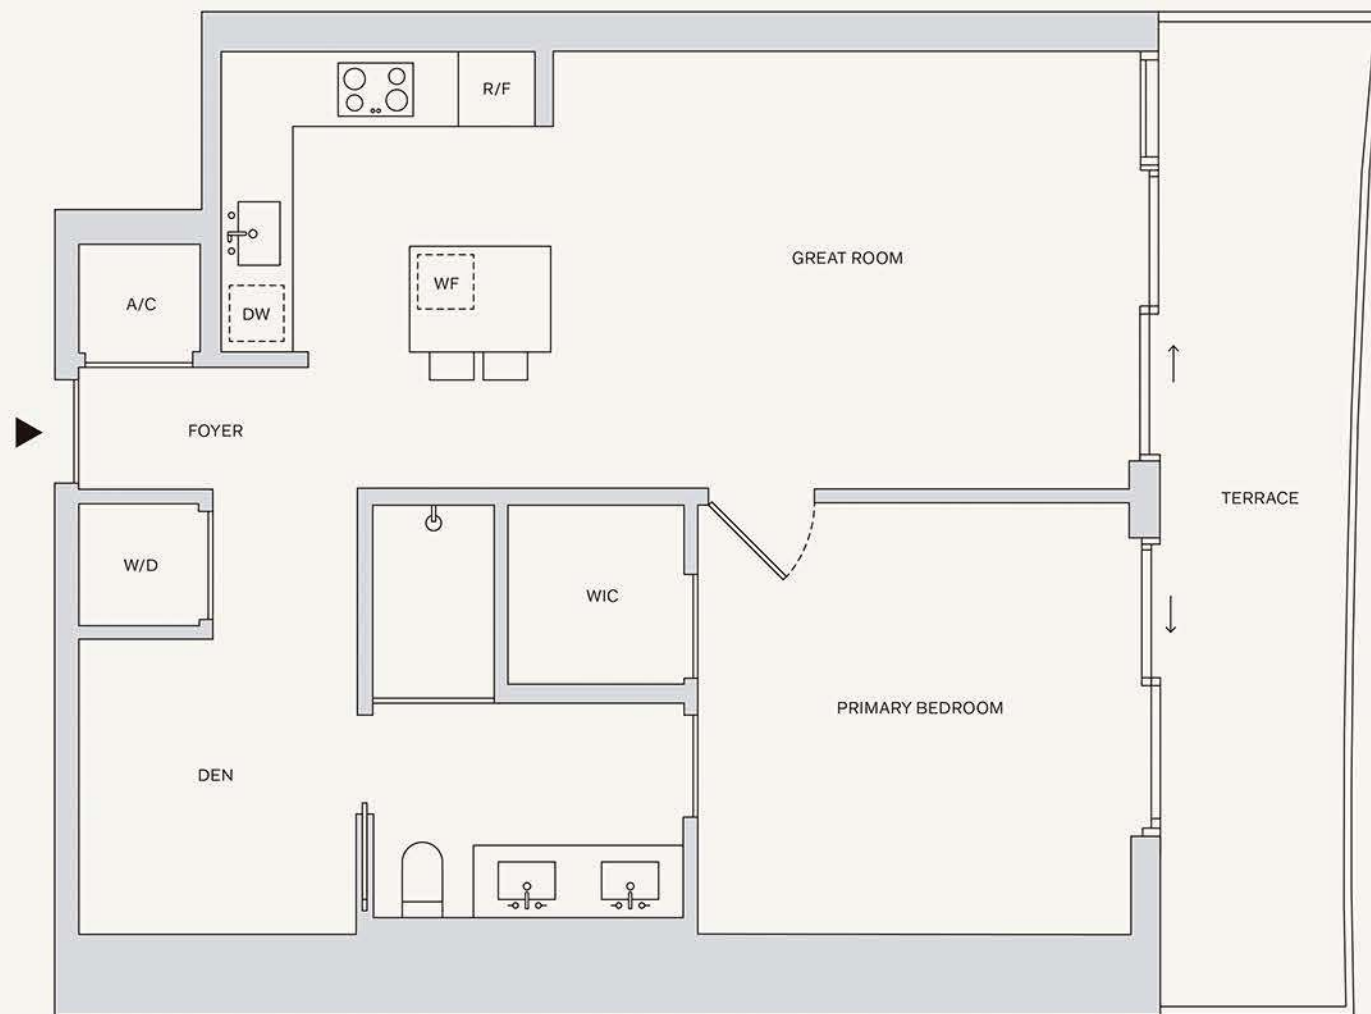 R/F
GREAT ROOM
WF
A/C
DW
FOYER
TERRACE
W/D
WIC
PRIMARY BEDROOM
DEN